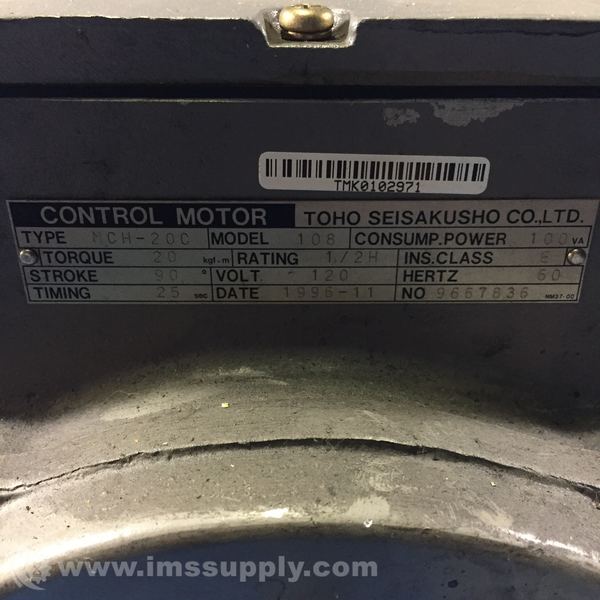 TMK0102971
CONTROL MOTOR TOHO SEISAKUSHO CO.,LTD.
TYPE MCH-20C MODEL 108 CONSUMP.POWER 100 VA
TORQUE 20 kgf-m RATING 1/2H INS.CLASS E
STROKE 90 ° VOLT 120 HERTZ 60
TIMING 25 sec DATE 1996-11 NO 9667836 NM37-00
www.imssupply.com